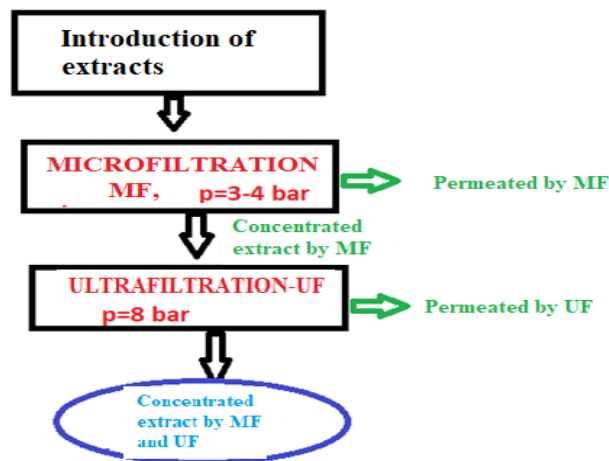 Introduction of
extracts
MICROFILTRATION
MF, p=3-4 bar
Permeated by MF
Concentrated
extract by MF
ULTRAFILTRATION-UF
p=8 bar
Permeated by UF
Concentrated
extract by MF
and UF